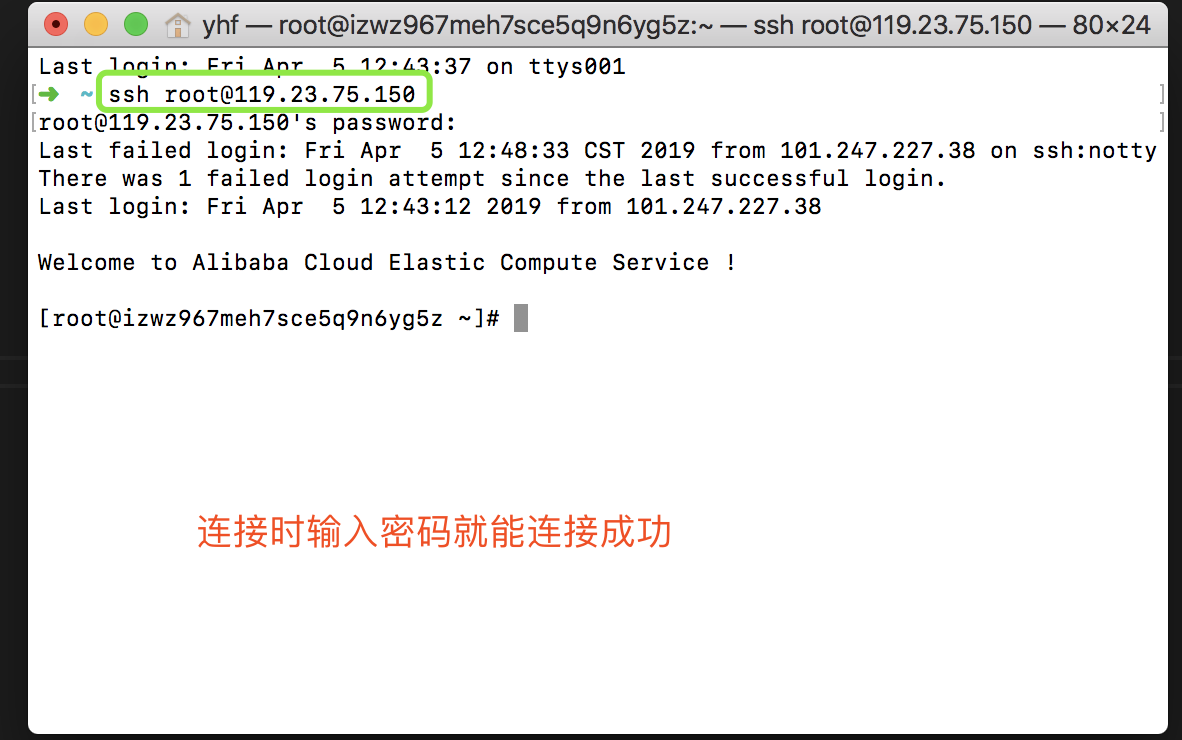 yhf — root@izwz967meh7sce5q9n6yg5z:~ — ssh root@119.23.75.150 — 80×24
Last login: Fri Apr  5 12:43:37 on ttys001
[➜  ~ ssh root@119.23.75.150 ]
[root@119.23.75.150's password: ]
Last failed login: Fri Apr  5 12:48:33 CST 2019 from 101.247.227.38 on ssh:notty
There was 1 failed login attempt since the last successful login.
Last login: Fri Apr  5 12:43:12 2019 from 101.247.227.38
Welcome to Alibaba Cloud Elastic Compute Service !
[root@izwz967meh7sce5q9n6yg5z ~]#
连接时输入密码就能连接成功